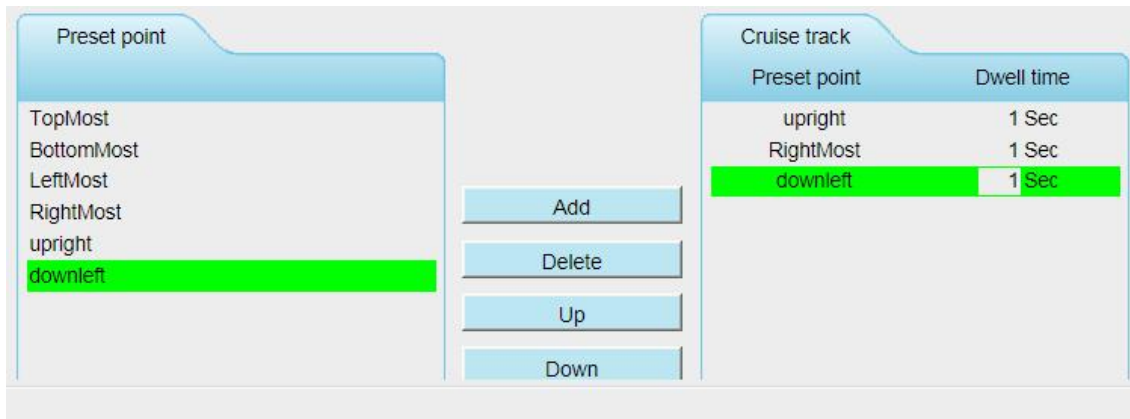 Preset point
TopMost
BottomMost
LeftMost
RightMost
upright
downleft
Add
Delete
Up
Down
Cruise track
Preset point Dwell time
upright 1 Sec
RightMost 1 Sec
downleft 1 Sec